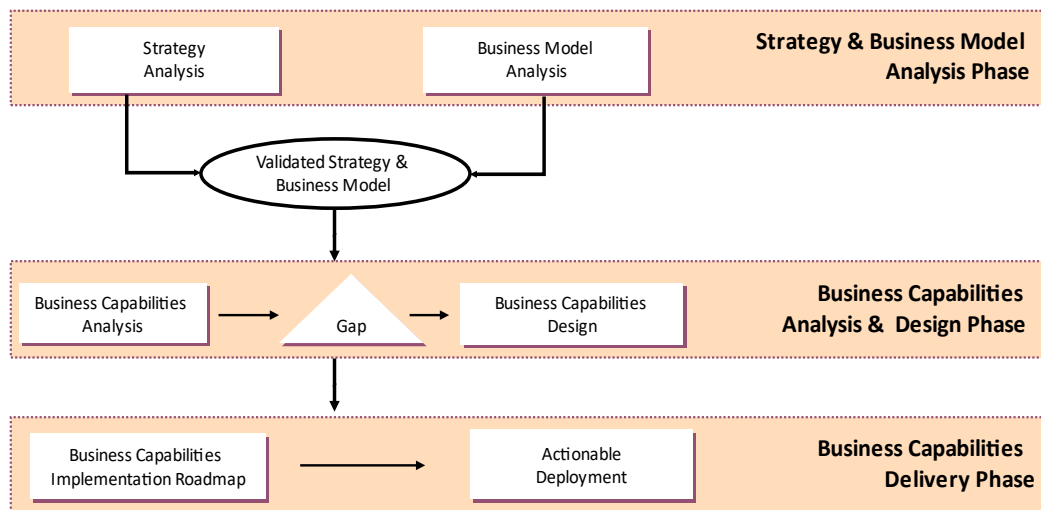 Strategy
Analysis
Business Model
Analysis
Strategy & Business Model
Analysis Phase
Validated Strategy &
Business Model
Business Capabilities
Analysis
Gap
Business Capabilities
Design
Business Capabilities
Analysis & Design Phase
Business Capabilities
Implementation Roadmap
Actionable
Deployment
Business Capabilities
Delivery Phase